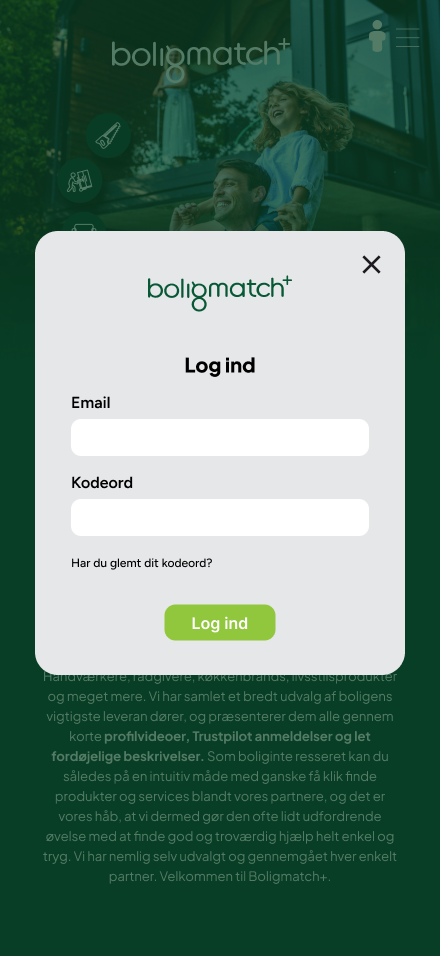 boligmatch+
boligmatch+
Log ind
Email
Kodeord
Har du glemt dit kodeord?
Log ind
Håndværkere, rådgivere, køkkenbrands, livsstilsprodukter
og meget mere. Vi har samlet et bredt udvalg af boligens
vigtigste leveran dører, og præsenterer dem alle gennem
korte profilvideoer, Trustpilot anmeldelser og let
fordøjelige beskrivelser. Som boliginte resseret kan du
således på en intuitiv måde med ganske få klik finde
produkter og services blandt vores partnere, og det er
vores håb, at vi dermed gør den ofte lidt udfordrende
øvelse med at finde god og troværdig hjælp helt enkel og
tryg. Vi har nemlig selv udvalgt og gennemgået hver enkelt
partner. Velkommen til Boligmatch+.